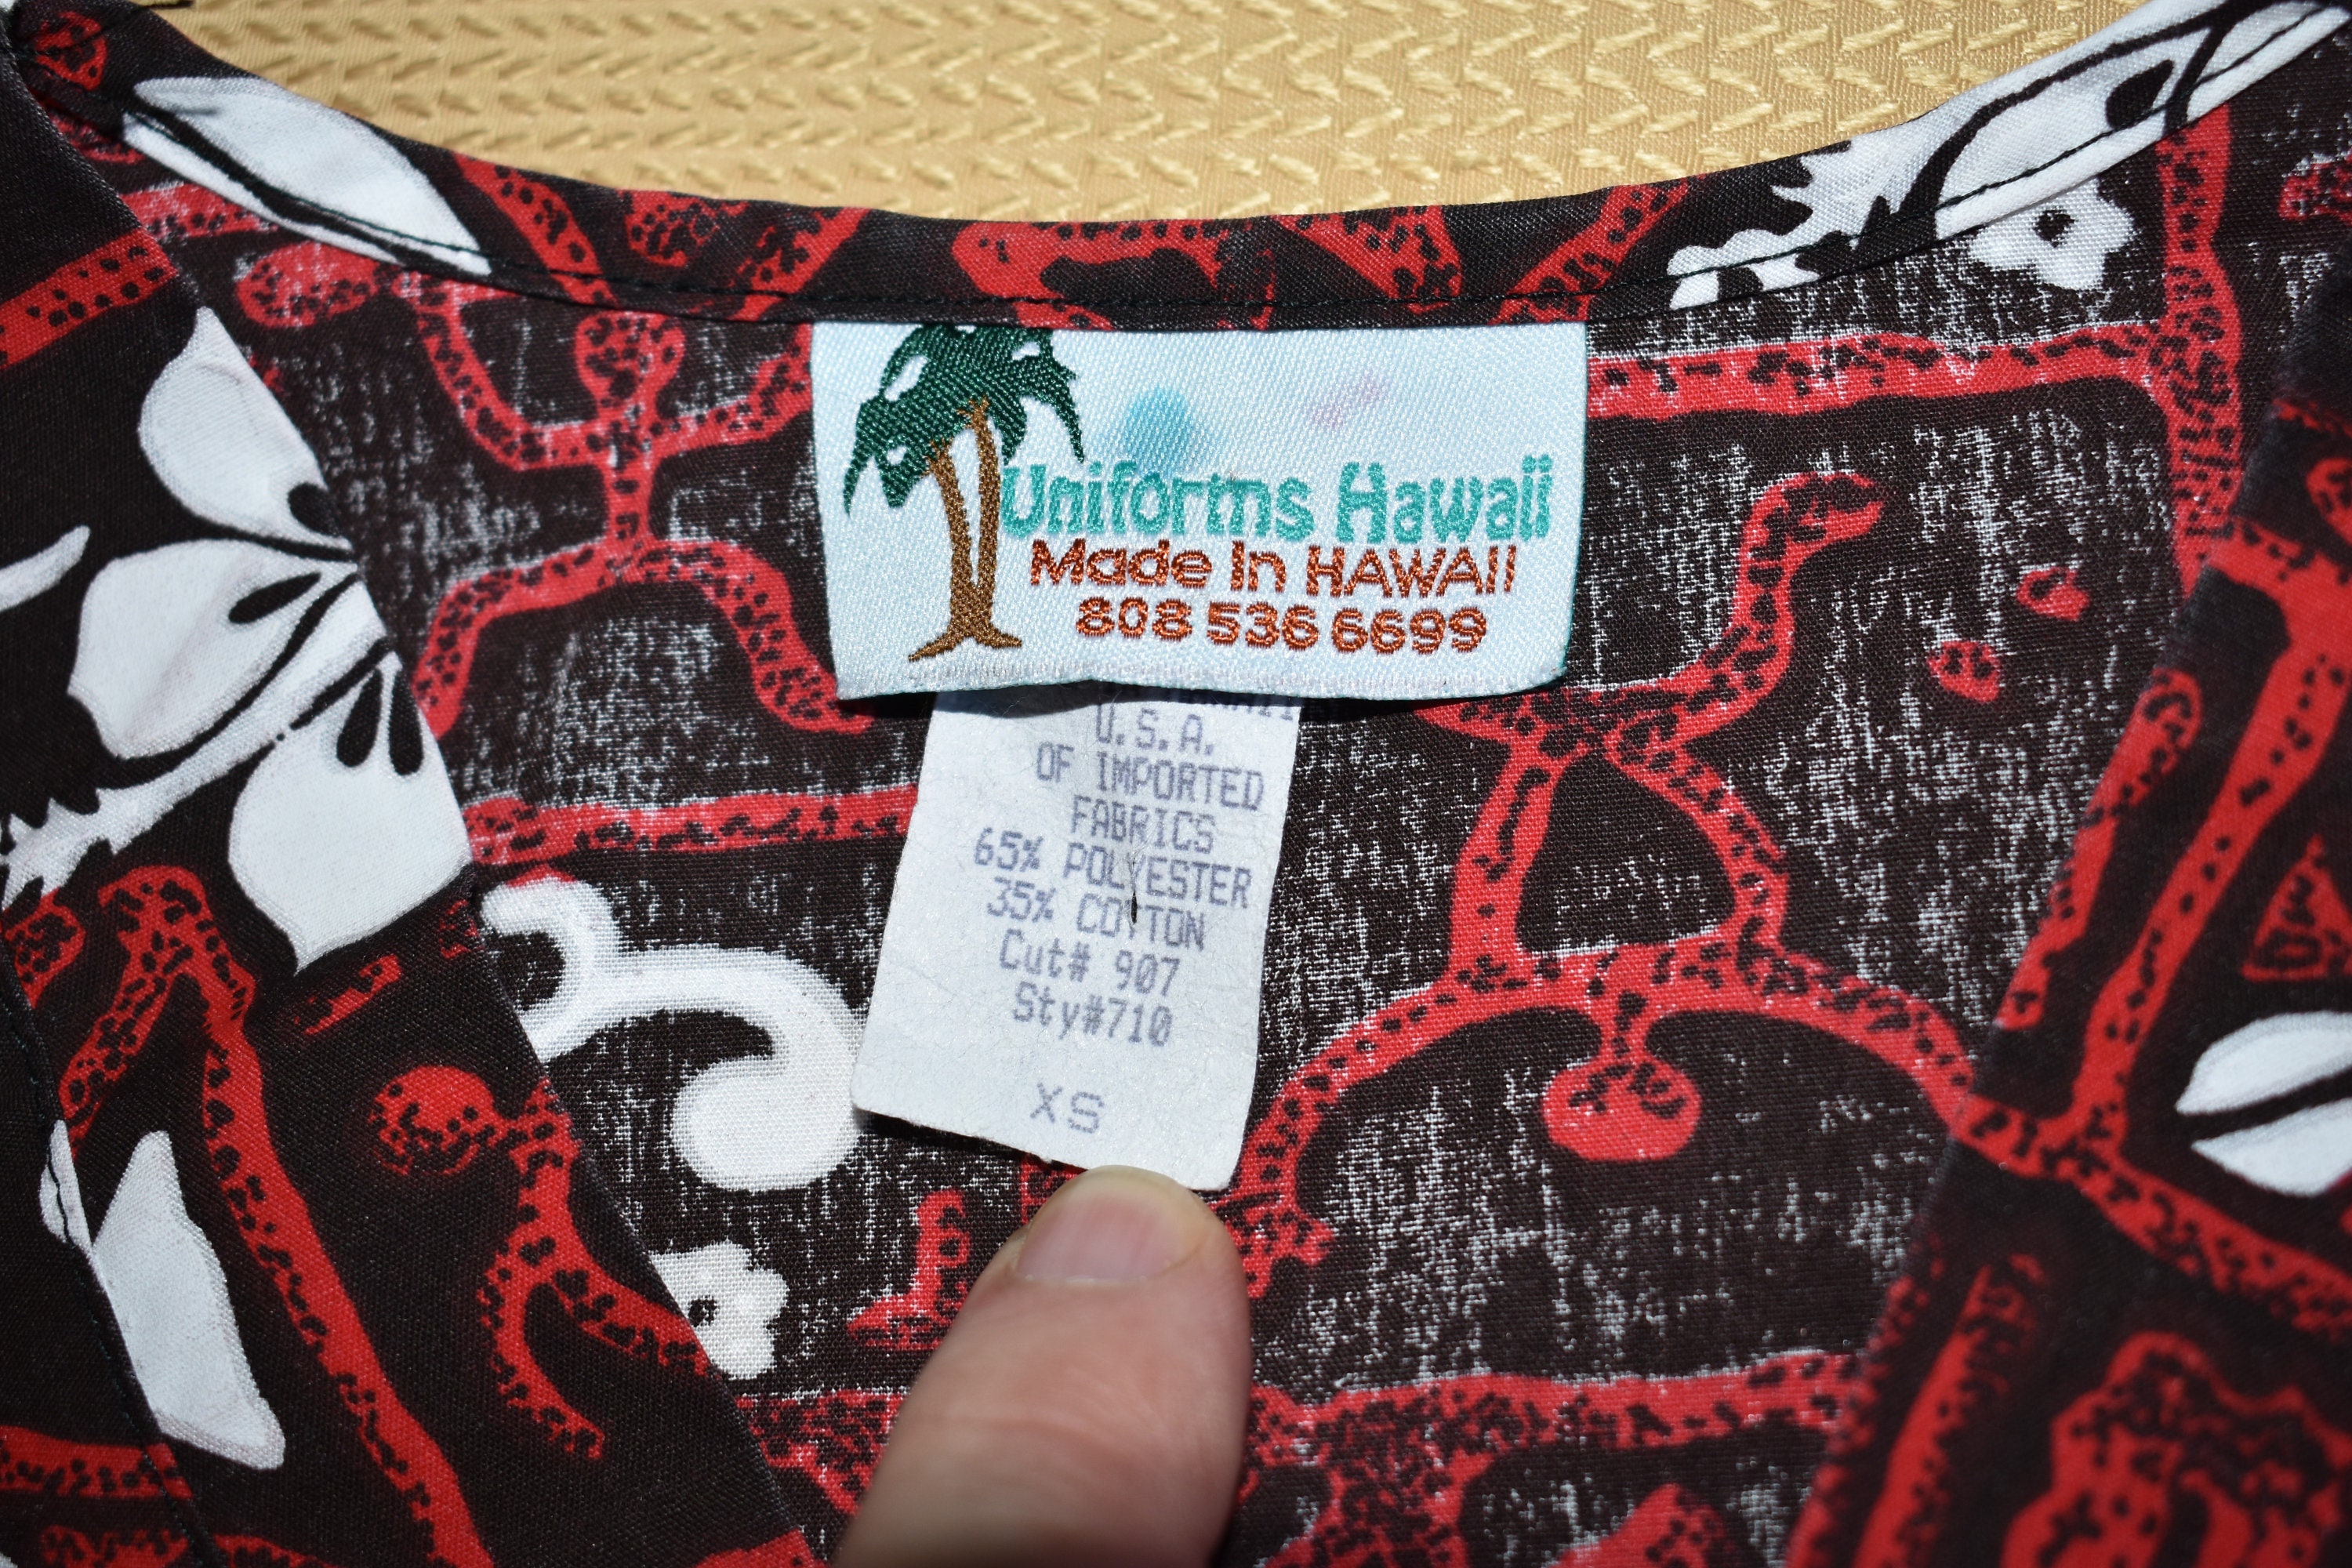 Uniforms Hawaii
Made In HAWAII
808 536 6699
U.S.A.
OF IMPORTED
FABRICS
65% POLYESTER
35% COTTON
Cut# 907
Sty#710
XS